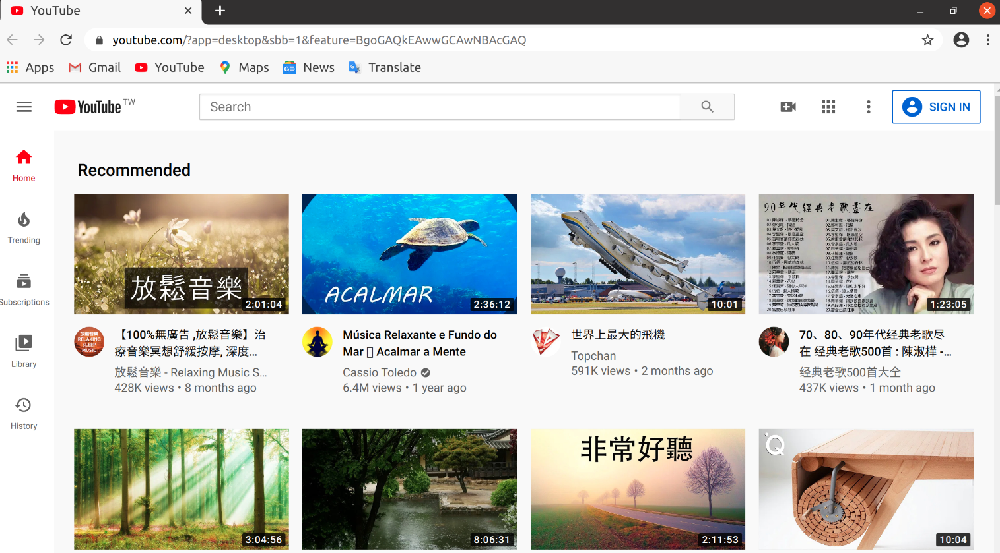 YouTube
youtube.com/?app=desktop&sbb=1&feature=BgoGAQkEAwwGCAwNBAcGAQ
Apps Gmail YouTube Maps News Translate
YouTube TW
Search
SIGN IN
Home
Trending
Subscriptions
Library
History
Recommended
放鬆音樂
2:01:04
ACALMAR
2:36:12
10:01
90年代經典老歌盡在
1:23:05
放鬆音樂
RELAXING
SLEEP
MUSIC
【100%無廣告 ,放鬆音樂】治
療音樂冥想舒緩按摩, 深度...
放鬆音樂 - Relaxing Music S...
428K views • 8 months ago
Música Relaxante e Fundo do
Mar Acalmar a Mente
Cassio Toledo
6.4M views • 1 year ago
世界上最大的飛機
Topchan
591K views • 2 months ago
70、80、90年代经典老歌尽
在 经典老歌500首 : 陳淑樺 -...
经典老歌500首大全
437K views • 1 month ago
3:04:56
8:06:31
非常好聽
2:11:53
Q
10:04